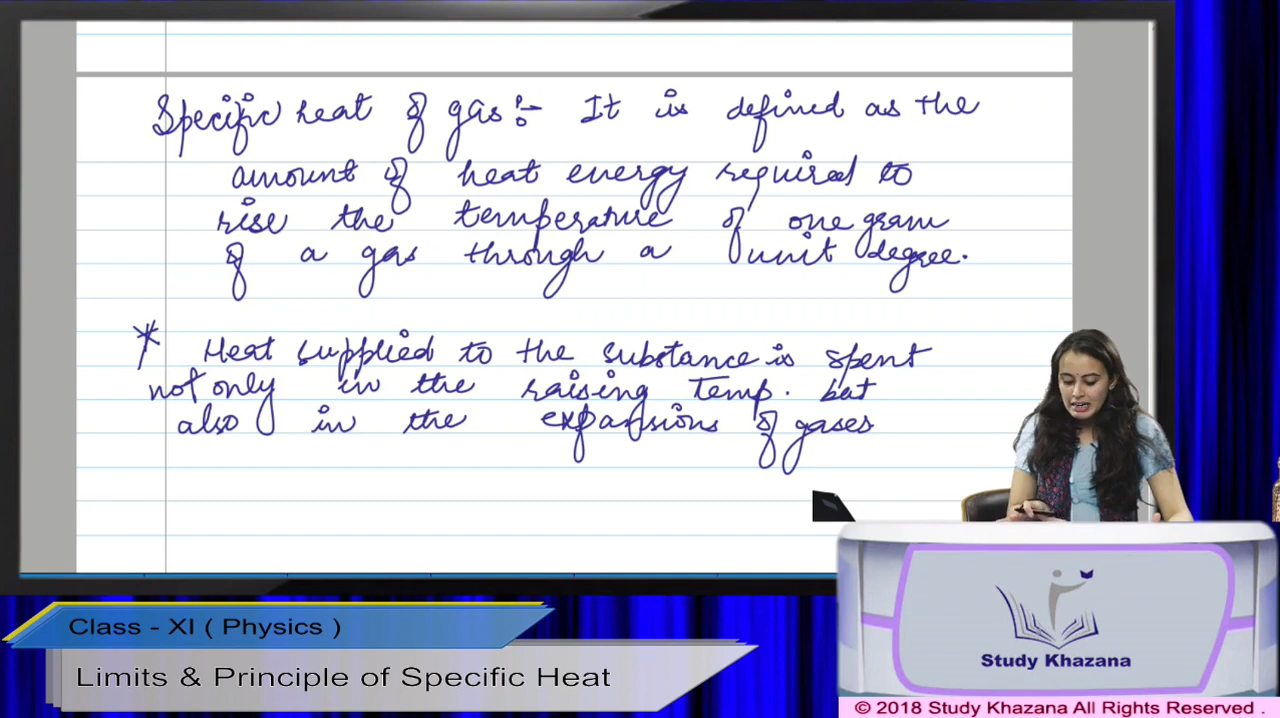 Specific heat of gas :- It is defined as the
amount of heat energy required to
rise the temperature of one gram
of a gas through a unit degree.
* Heat supplied to the substance is spent
not only in the raising temp. but
also in the expansions of gases
Study Khazana
Class - XI ( Physics )
Limits & Principle of Specific Heat
© 2018 Study Khazana All Rights Reserved .